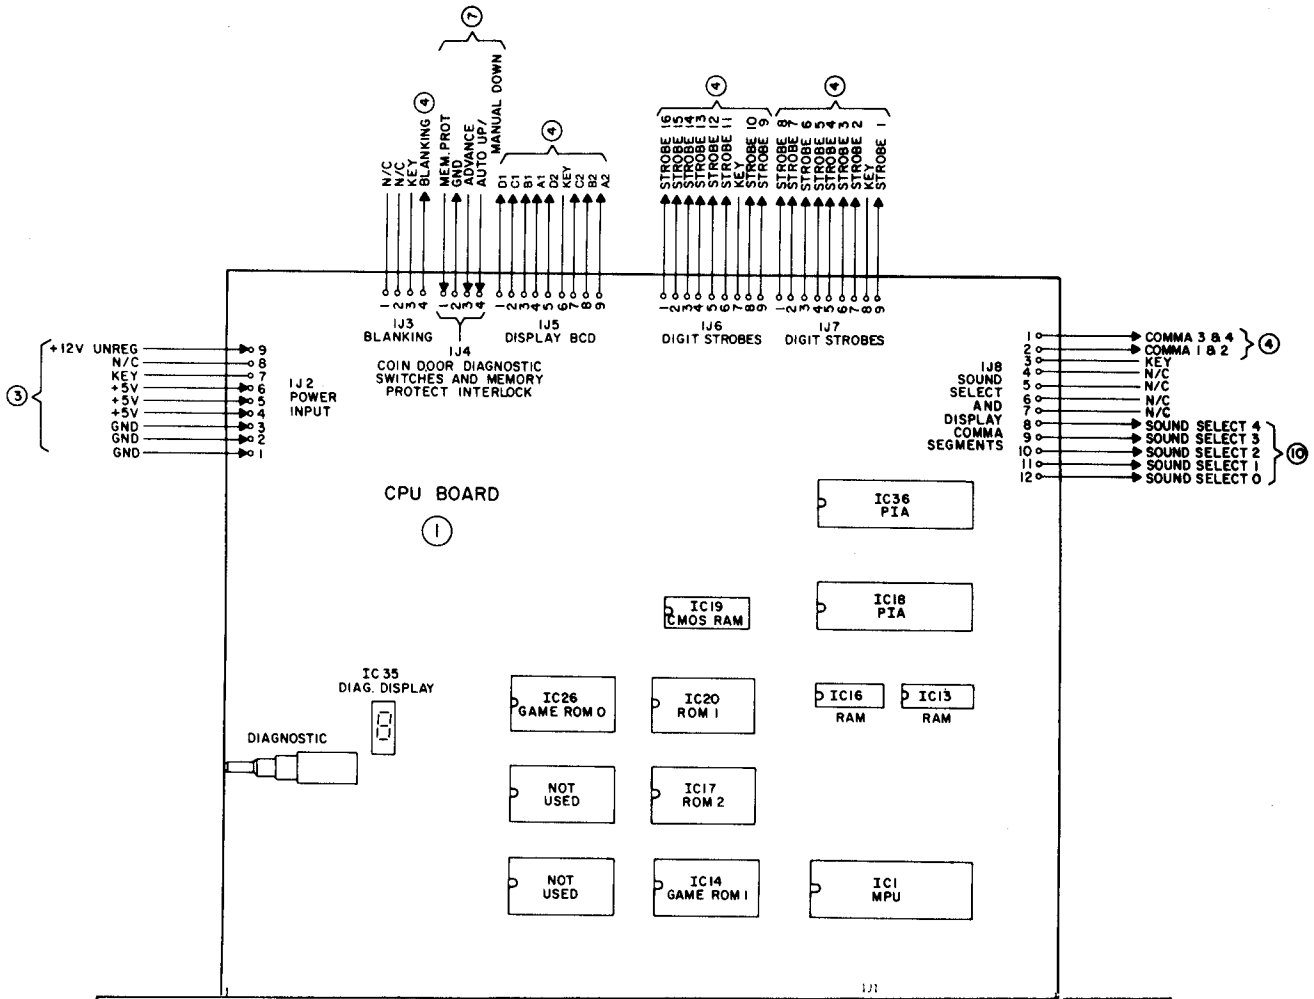 7
N/C
N/C
KEY
BLANKING 4
MEM.PROT
GND
ADVANCE
AUTO UP/
MANUAL DOWN
4
D1
C1
B1
A1
D2
KEY
C2
B2
A2
4
STROBE 16
STROBE 15
STROBE 14
STROBE 13
STROBE 12
STROBE 11
KEY
STROBE 10
STROBE 9
4
STROBE 8
STROBE 7
STROBE 6
STROBE 5
STROBE 4
STROBE 3
STROBE 2
KEY
STROBE 1
1 2 3 4
1J3
BLANKING
1 2 3 4
1J4
COIN DOOR DIAGNOSTIC
SWITCHES AND MEMORY
PROTECT INTERLOCK
1 2 3 4 5 6 7 8 9
1J5
DISPLAY BCD
1 2 3 4 5 6 7 8 9
1J6
DIGIT STROBES
1 2 3 4 5 6 7 8 9
1J7
DIGIT STROBES
3
+12V UNREG 9
N/C 8
KEY 7
+5V 6
+5V 5
+5V 4
GND 3
GND 2
GND 1
1J2
POWER
INPUT
1J8
SOUND
SELECT
AND
DISPLAY
COMMA
SEGMENTS
1 COMMA 3 & 4
2 COMMA 1 & 2
3 KEY
4 N/C
5 N/C
6 N/C
7 N/C
8 SOUND SELECT 4
9 SOUND SELECT 3
10 SOUND SELECT 2
11 SOUND SELECT 1
12 SOUND SELECT 0
4
10
CPU BOARD
1
IC36
PIA
IC18
PIA
IC19
CMOS RAM
IC35
DIAG. DISPLAY
8
DIAGNOSTIC
IC26
GAME ROM 0
IC20
ROM 1
IC16
RAM
IC13
RAM
NOT
USED
IC17
ROM 2
NOT
USED
IC14
GAME ROM 1
IC1
MPU
1J1